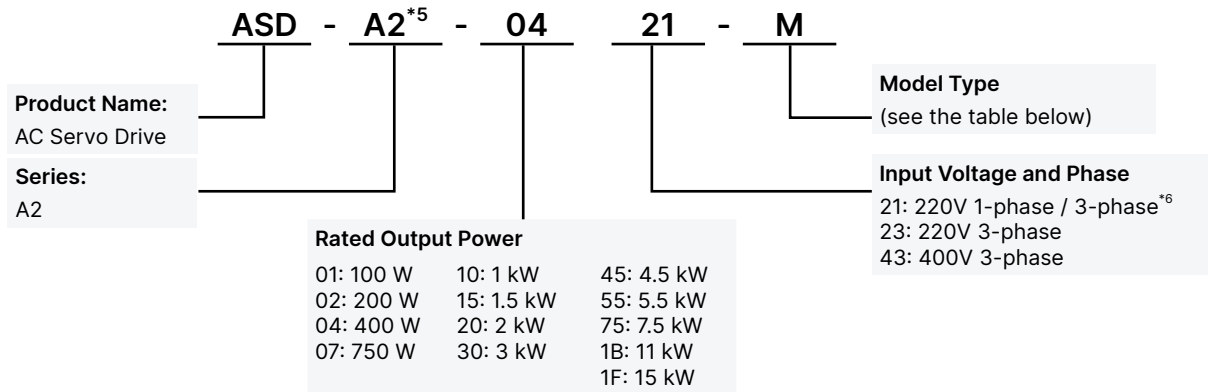 ASD - A2*5 - 04 21 - M
Product Name:
AC Servo Drive
Series:
A2
Rated Output Power
01: 100 W 10: 1 kW 45: 4.5 kW
02: 200 W 15: 1.5 kW 55: 5.5 kW
04: 400 W 20: 2 kW 75: 7.5 kW
07: 750 W 30: 3 kW 1B: 11 kW
1F: 15 kW
Model Type
(see the table below)
Input Voltage and Phase
21: 220V 1-phase / 3-phase*6
23: 220V 3-phase
43: 400V 3-phase